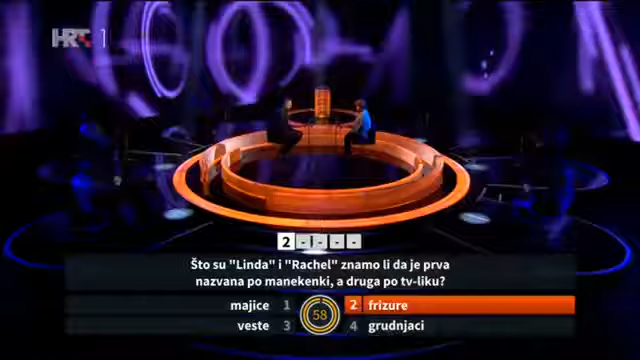 HRT 1
2 - - - -
Što su "Linda" i "Rachel" znamo li da je prva
nazvana po manekenki, a druga po tv-liku?
majice 1
58
2 frizure
veste 3
4 grudnjaci